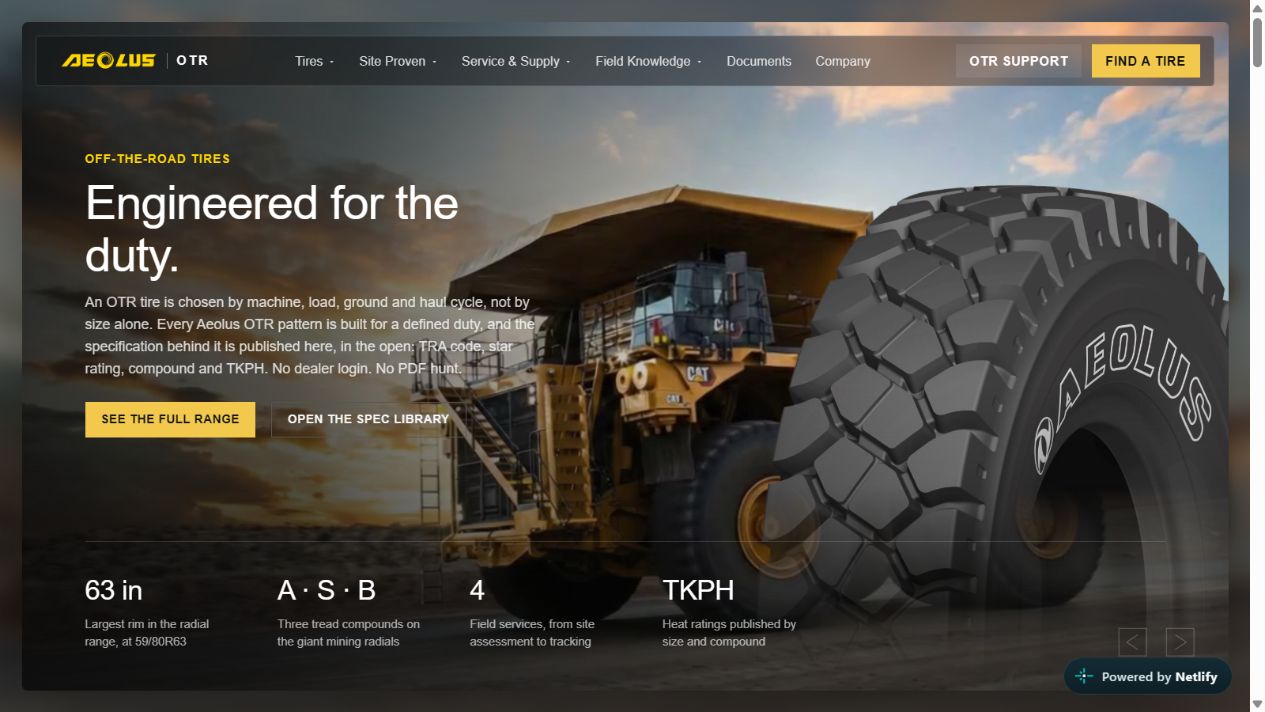 AEOLUS OTR
Tires
Site Proven
Service & Supply
Field Knowledge
Documents
Company
OTR SUPPORT
FIND A TIRE
OFF-THE-ROAD TIRES
Engineered for the
duty.
An OTR tire is chosen by machine, load, ground and haul cycle, not by
size alone. Every Aeolus OTR pattern is built for a defined duty, and the
specification behind it is published here, in the open: TRA code, star
rating, compound and TKPH. No dealer login. No PDF hunt.
SEE THE FULL RANGE
OPEN THE SPEC LIBRARY
CAT
CAT
CAT
AEOLUS
63 in
Largest rim in the radial
range, at 59/80R63
A · S · B
Three tread compounds on
the giant mining radials
4
Field services, from site
assessment to tracking
TKPH
Heat ratings published by
size and compound
Powered by Netlify